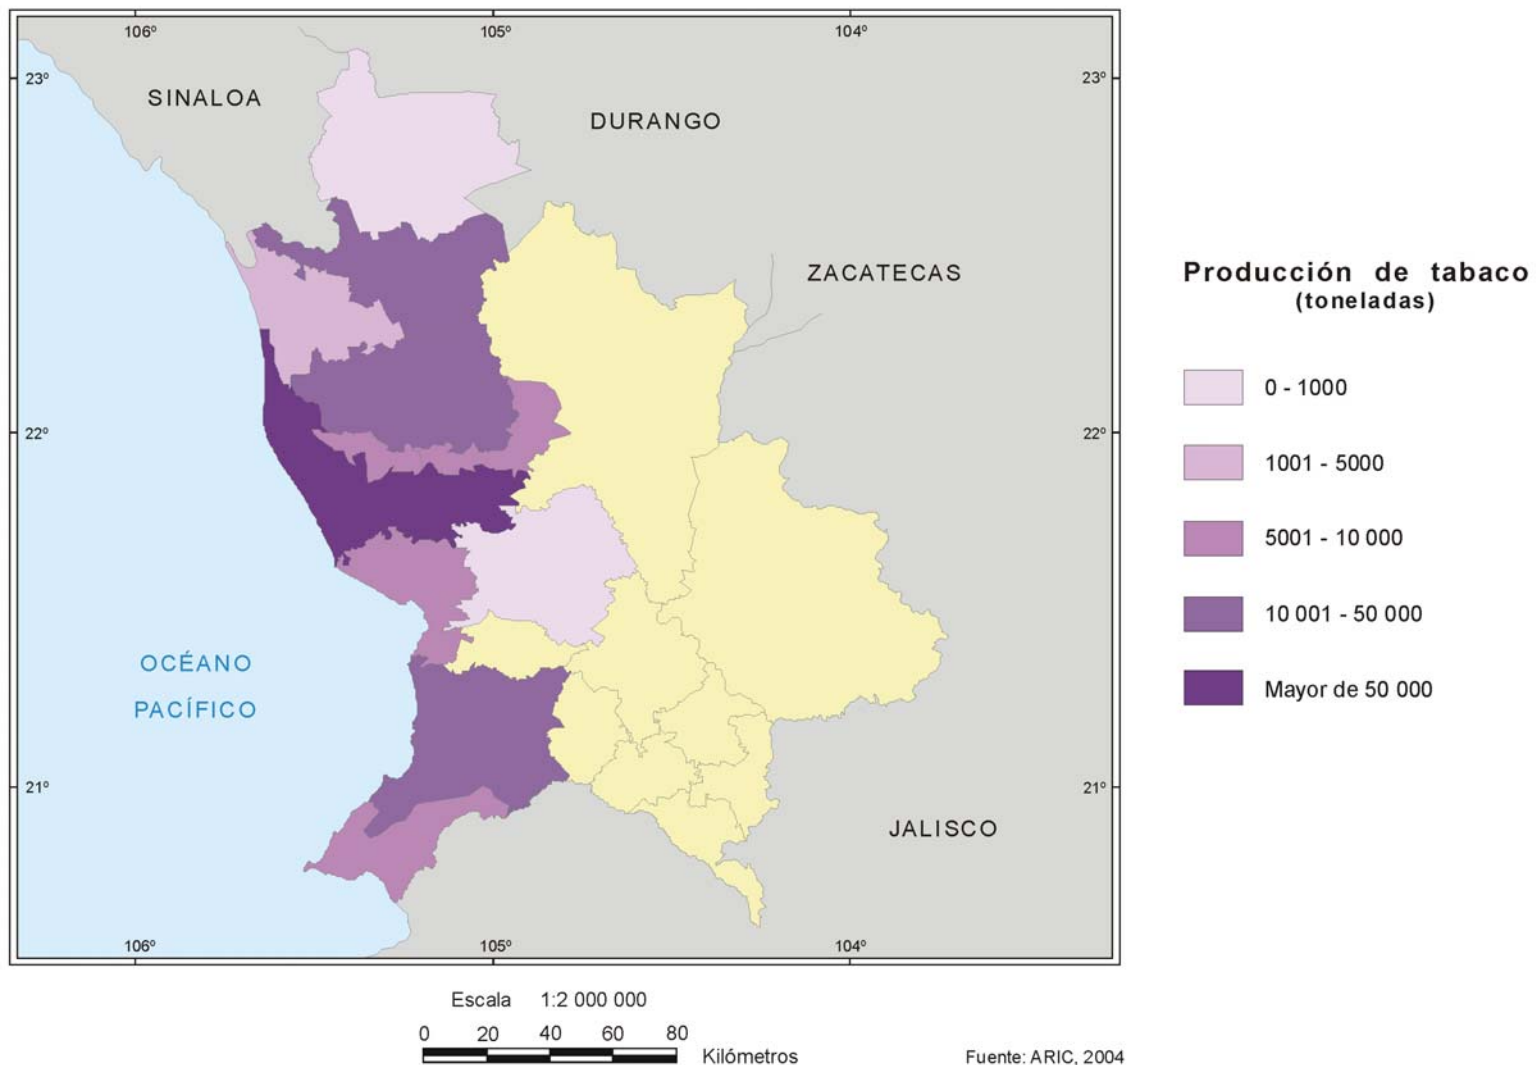 106º 105º 104º
23º 23º
SINALOA
DURANGO
ZACATECAS
22º 22º
OCÉANO
PACÍFICO
21º 21º
JALISCO
106º 105º 104º
Producción de tabaco
(toneladas)
0 - 1000
1001 - 5000
5001 - 10 000
10 001 - 50 000
Mayor de 50 000
Escala 1:2 000 000
0 20 40 60 80
Kilómetros
Fuente: ARIC, 2004